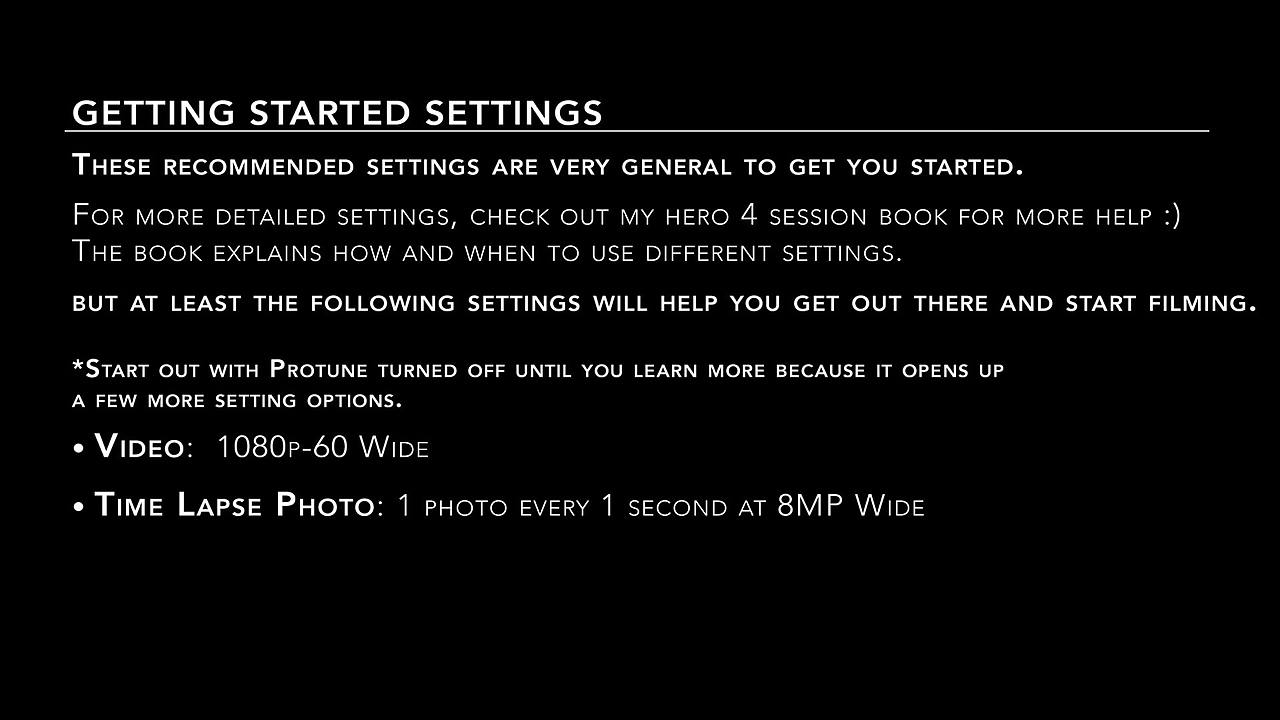 GETTING STARTED SETTINGS
These recommended settings are very general to get you started.
For more detailed settings, check out my hero 4 session book for more help :)
The book explains how and when to use different settings.
but at least the following settings will help you get out there and start filming.
*Start out with Protune turned off until you learn more because it opens up
a few more setting options.
• Video: 1080p-60 Wide
• Time Lapse Photo: 1 photo every 1 second at 8MP Wide